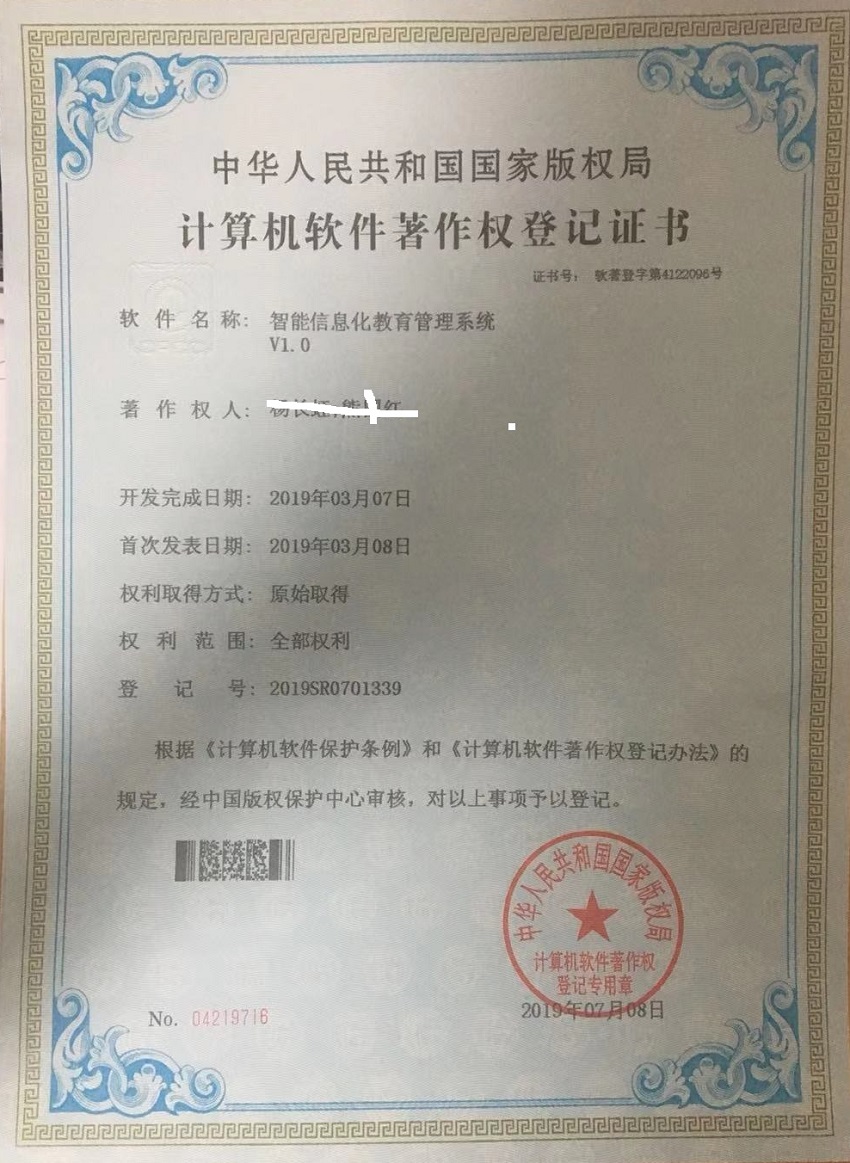 中华人民共和国国家版权局
计算机软件著作权登记证书
证书号： 软著登字第4122096号
软件名称： 智能信息化教育管理系统
V1.0
著作权人：
开发完成日期： 2019年03月07日
首次发表日期： 2019年03月08日
权利取得方式： 原始取得
权利范围： 全部权利
登记号： 2019SR0701339
根据《计算机软件保护条例》和《计算机软件著作权登记办法》的
规定，经中国版权保护中心审核，对以上事项予以登记。
中华人民共和国国家版权局
计算机软件著作权
登记专用章
2019年07月08日
No. 04219716